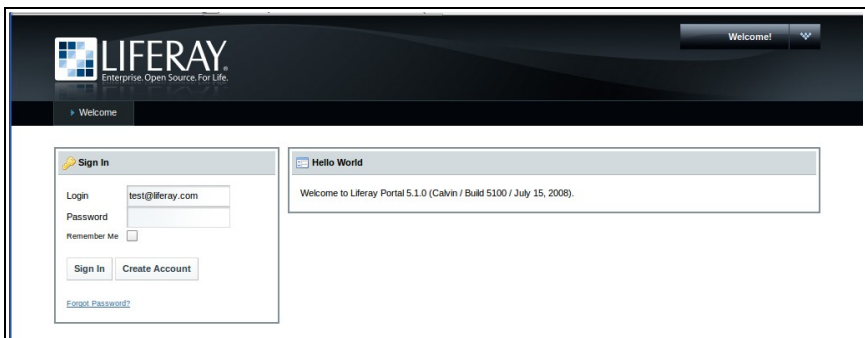 Welcome!
LIFERAY.
Enterprise. Open Source. For Life.
Welcome
Sign In
Login test@liferay.com
Password
Remember Me
Sign In Create Account
Forgot Password?
Hello World
Welcome to Liferay Portal 5.1.0 (Calvin / Build 5100 / July 15, 2008).